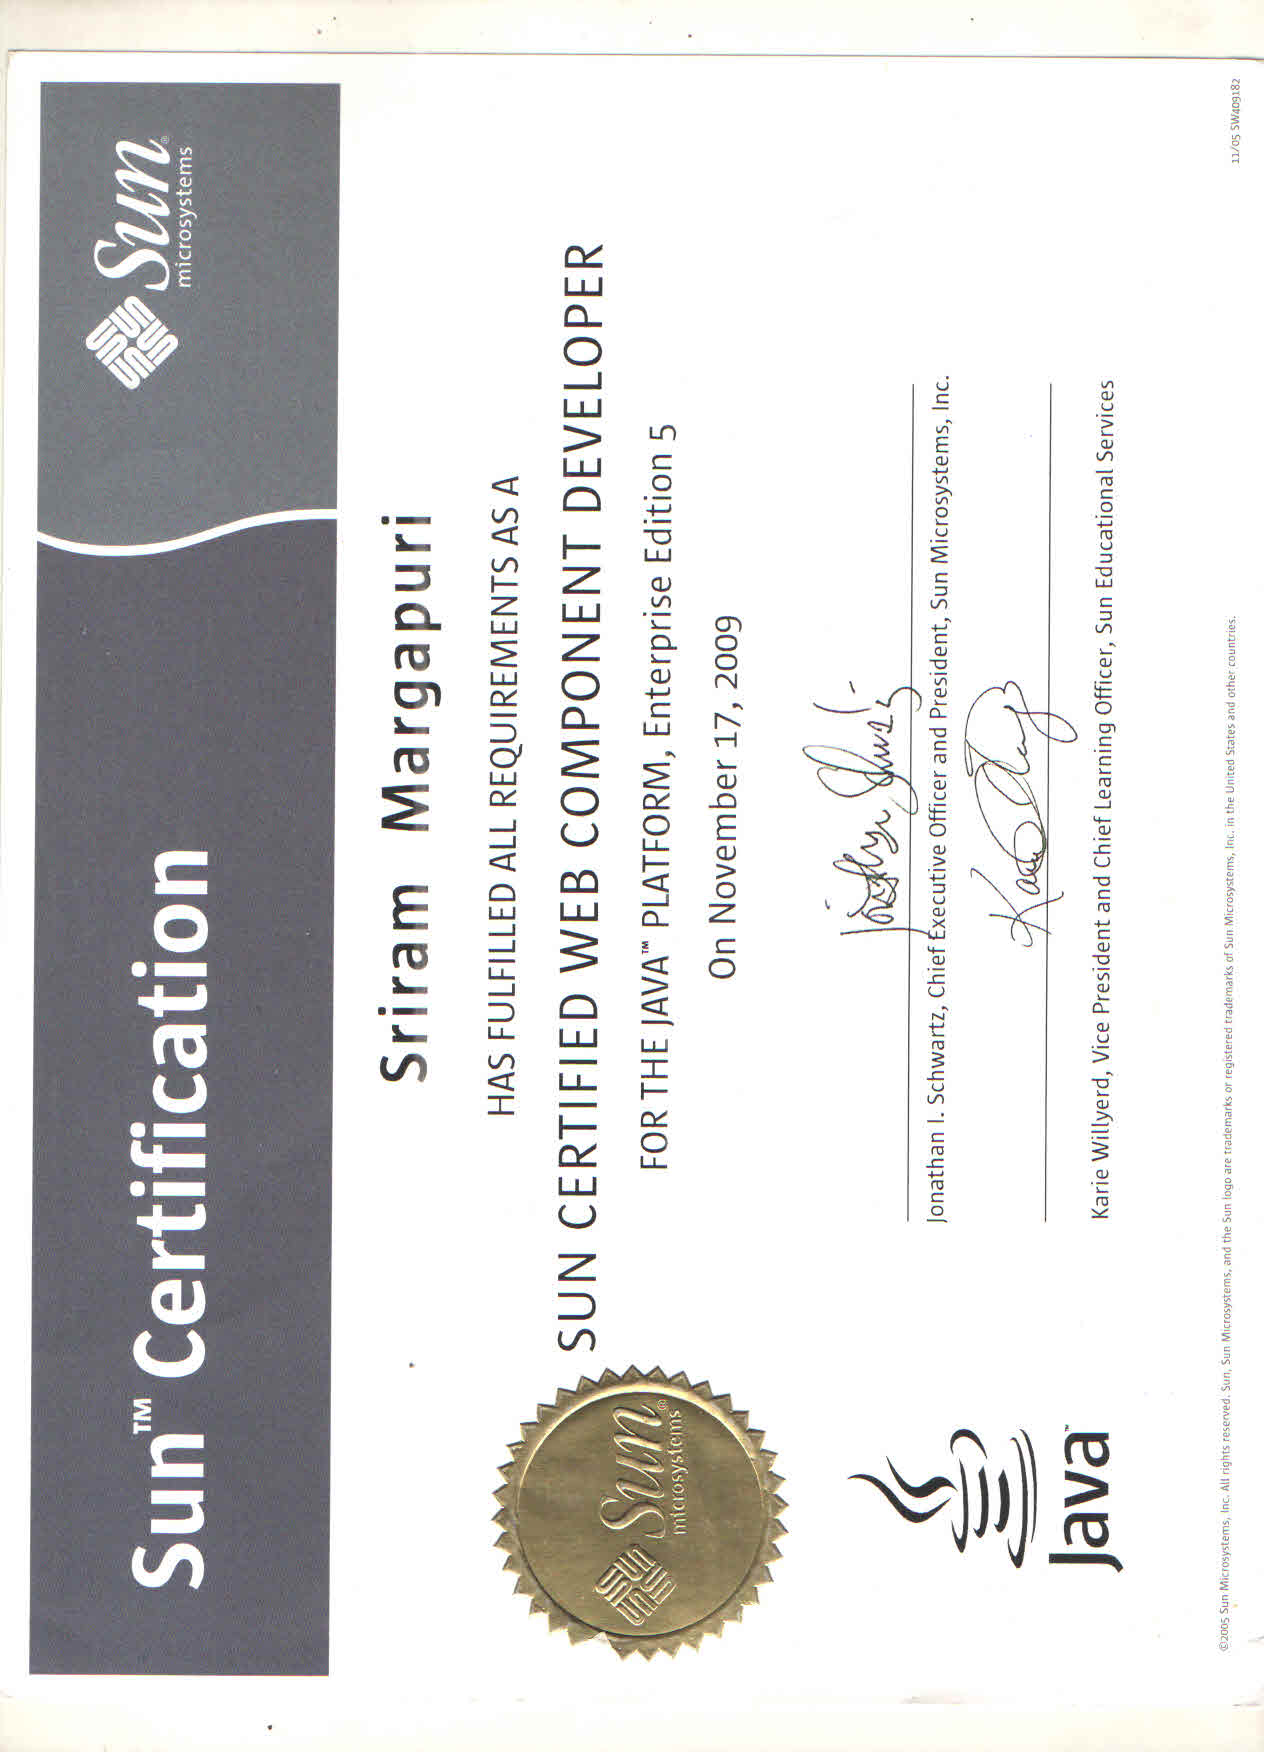 Sun™ Certification
Sun®
microsystems
Sriram Margapuri
HAS FULFILLED ALL REQUIREMENTS AS A
SUN CERTIFIED WEB COMPONENT DEVELOPER
FOR THE JAVA™ PLATFORM, Enterprise Edition 5
On November 17, 2009
Sun®
microsystems
Jonathan I. Schwartz, Chief Executive Officer and President, Sun Microsystems, Inc.
Karie Willyerd, Vice President and Chief Learning Officer, Sun Educational Services
Java™
©2005 Sun Microsystems, Inc. All rights reserved. Sun, Sun Microsystems, and the Sun logo are trademarks or registered trademarks of Sun Microsystems, Inc. in the United States and other countries.
11/05 SW409182